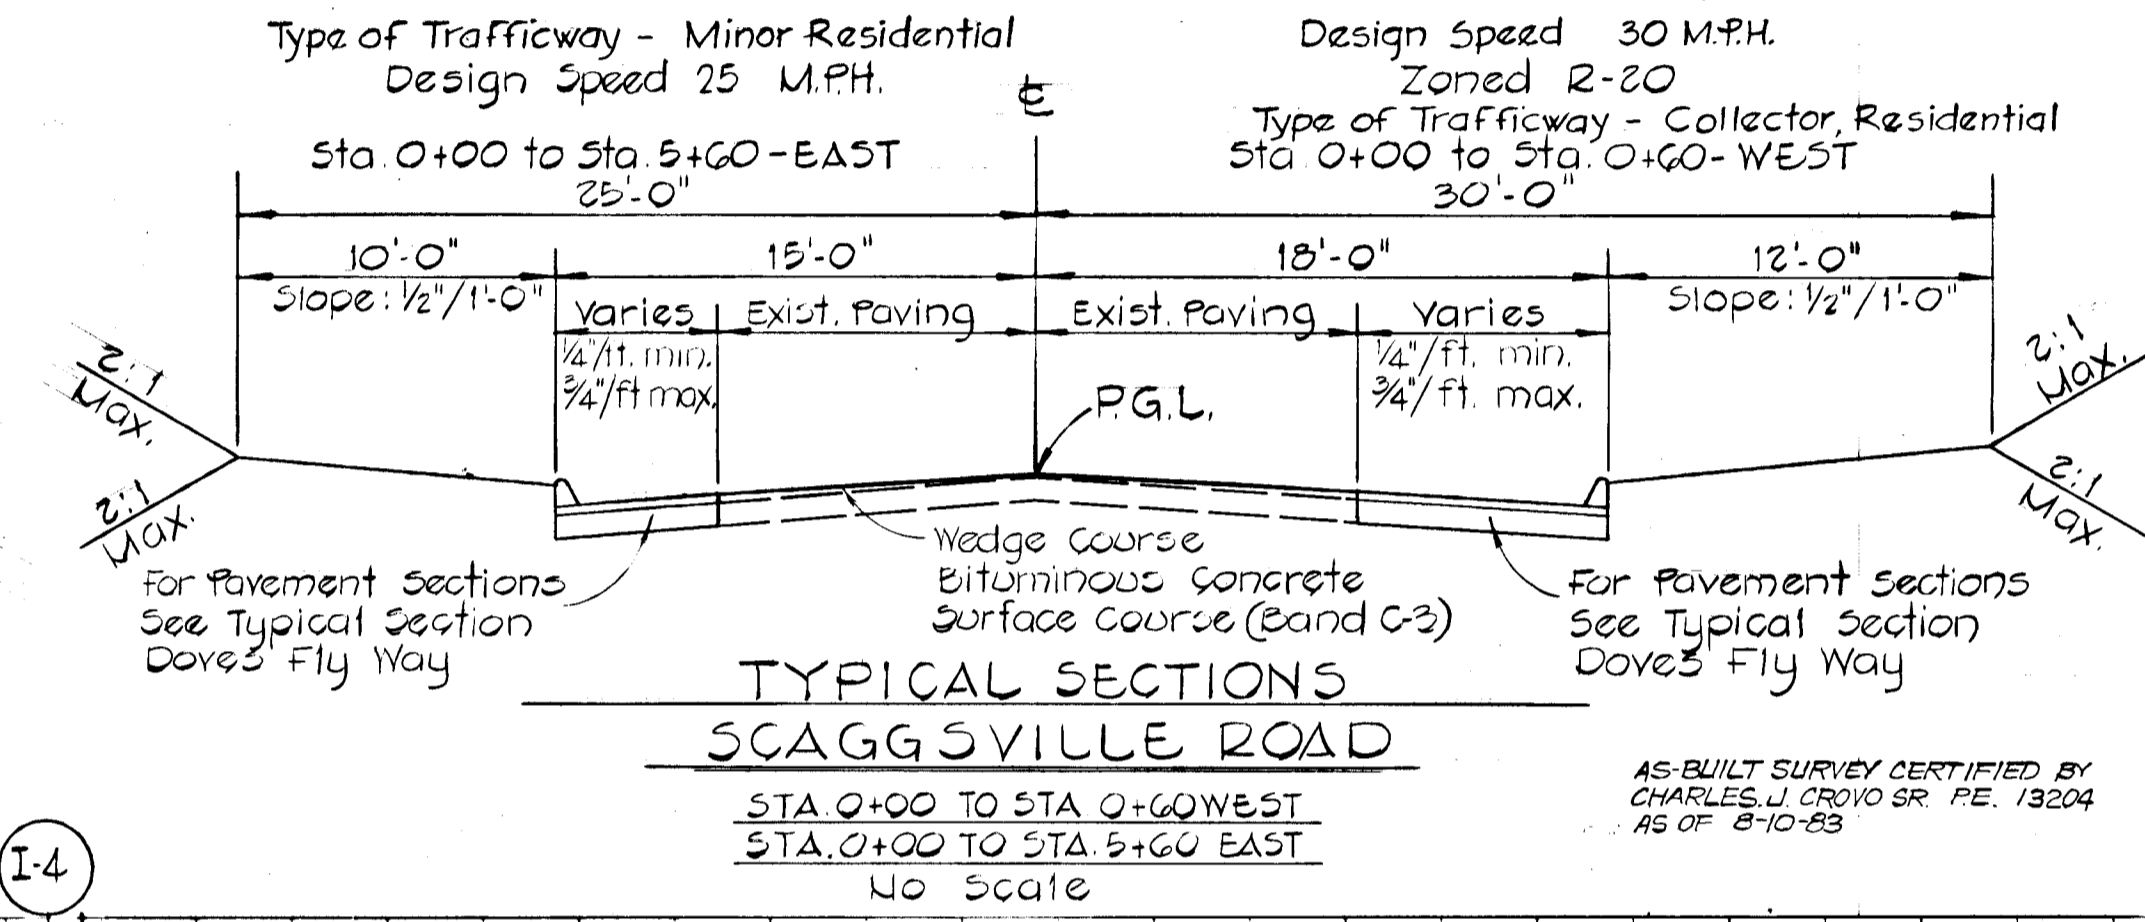 Type of Trafficway - Minor Residential
Design Speed 25 M.P.H.
Sta. 0+00 to Sta. 5+60-EAST
25'-0"
℄
Design Speed 30 M.P.H.
Zoned R-20
Type of Trafficway - Collector, Residential
Sta 0+00 to Sta. 0+60-WEST
30'-0"
10'-0"
15'-0"
18'-0"
12'-0"
Slope: 1/2"/1'-0"
Varies
Exist. Paving
Exist. Paving
Varies
Slope: 1/2"/1'-0"
1/4"/ft. min.
3/4"/ft max.
1/4"/ft. min.
3/4"/ft. max.
2:1
Max.
2:1
Max.
P.G.L.
2:1
Max.
2:1
Max.
For Pavement Sections
See Typical Section
Doves Fly Way
Wedge Course
Bituminous Concrete
Surface Course (Band C-3)
For Pavement Sections
See Typical Section
Doves Fly Way
TYPICAL SECTIONS
SCAGGSVILLE ROAD
STA. 0+00 TO STA 0+60 WEST
STA. 0+00 TO STA. 5+60 EAST
No Scale
AS-BUILT SURVEY CERTIFIED BY
CHARLES. J. CROVO SR. P.E. 13204
AS OF 8-10-83
I-4